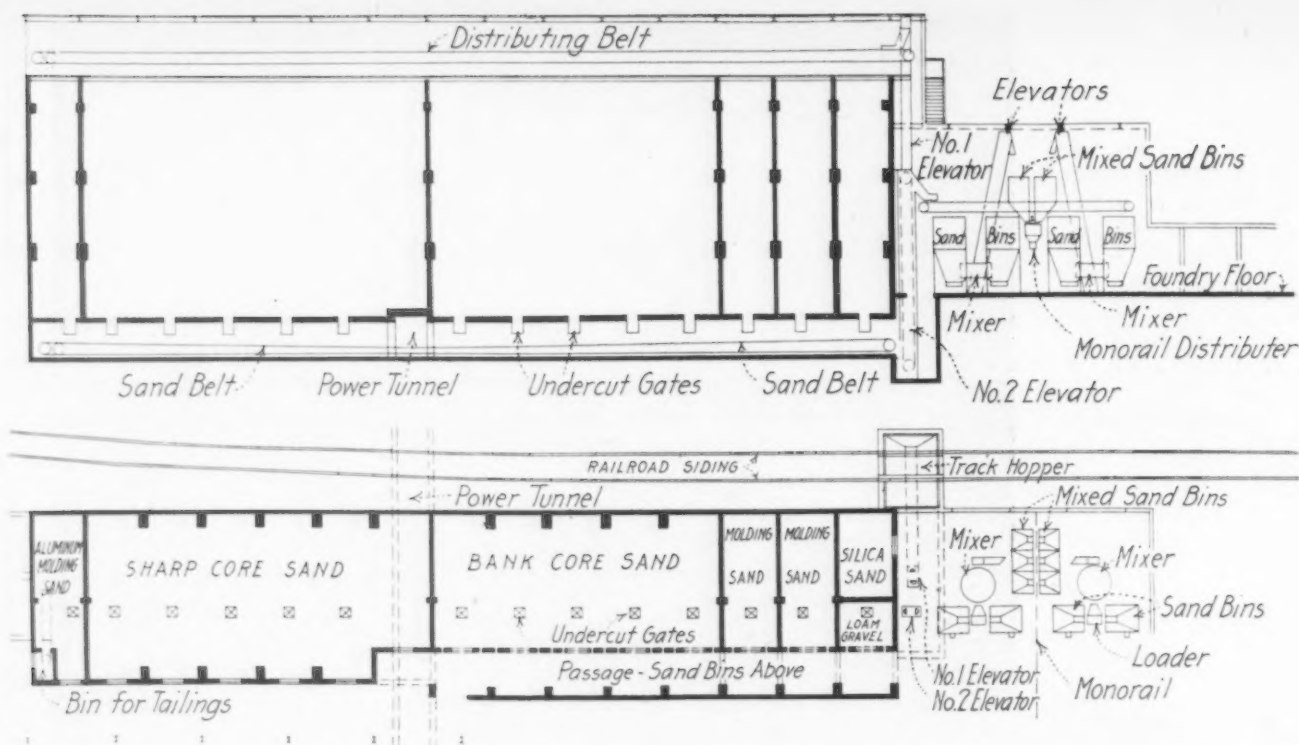 Distributing Belt
Elevators
No.1
Elevator
Mixed Sand Bins
Sand
Bins
Sand
Bins
Foundry Floor
Mixer
Mixer
Monorail Distributer
Sand Belt
Power Tunnel
Undercut Gates
Sand Belt
No.2 Elevator
RAILROAD SIDING
Track Hopper
Power Tunnel
Mixed Sand Bins
ALUMINUM
MOLDING
SAND
SHARP CORE SAND
BANK CORE SAND
MOLDING
SAND
MOLDING
SAND
SILICA
SAND
LOAM
GRAVEL
Mixer
Mixer
Sand Bins
Undercut Gates
Passage - Sand Bins Above
Loader
No.1 Elevator
No.2 Elevator
Monorail
Bin for Tailings